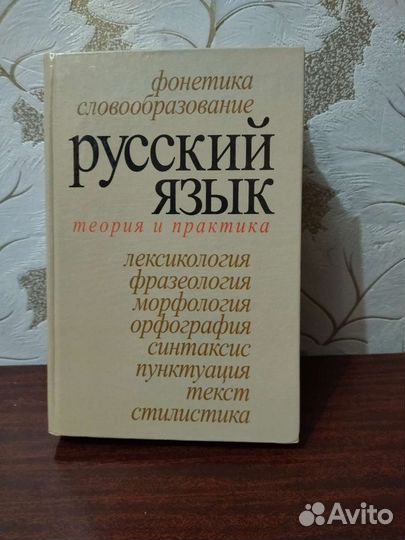 фонетика
словообразование
русский
язык
теория и практика
лексикология
фразеология
морфология
орфография
синтаксис
пунктуация
текст
стилистика
Avito